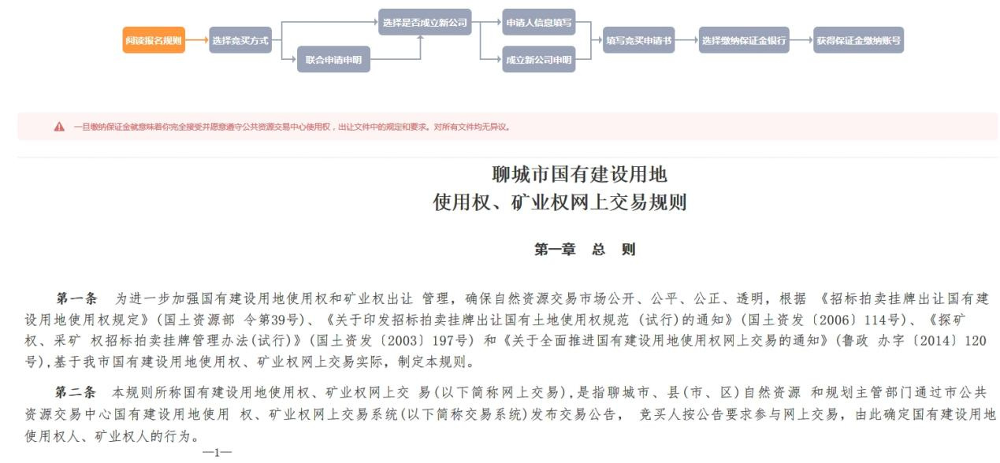 阅读报名规则
选择竞买方式
联合申请申明
选择是否成立新公司
申请人信息填写
成立新公司申明
填写竞买申请书
选择缴纳保证金银行
获得保证金缴纳账号
一旦缴纳保证金就意味着你完全接受并愿意遵守公共资源交易中心使用权，出让文件中的规定和要求。对所有文件均无异议。
聊城市国有建设用地
使用权、矿业权网上交易规则
第一章 总 则
第一条 为进一步加强国有建设用地使用权和矿业权出让 管理，确保自然资源交易市场公开、公平、公正、透明，根据 《招标拍卖挂牌出让国有建
设用地使用权规定》(国土资源部 令第39号)、《关于印发招标拍卖挂牌出让国有土地使用权规范 (试行)的通知》(国土资发〔2006〕114号)、《探矿
权、采矿 权招标拍卖挂牌管理办法(试行)》(国土资发〔2003〕197号) 和《关于全面推进国有建设用地使用权网上交易的通知》(鲁政 办字〔2014〕120
号),基于我市国有建设用地使用权、矿业权网上交易实际，制定本规则。
第二条 本规则所称国有建设用地使用权、矿业权网上交 易(以下简称网上交易),是指聊城市、县(市、区)自然资源 和规划主管部门通过市公共
资源交易中心国有建设用地使用 权、矿业权网上交易系统(以下简称交易系统)发布交易公告， 竞买人按公告要求参与网上交易，由此确定国有建设用地
使用权人、矿业权人的行为。
—1—